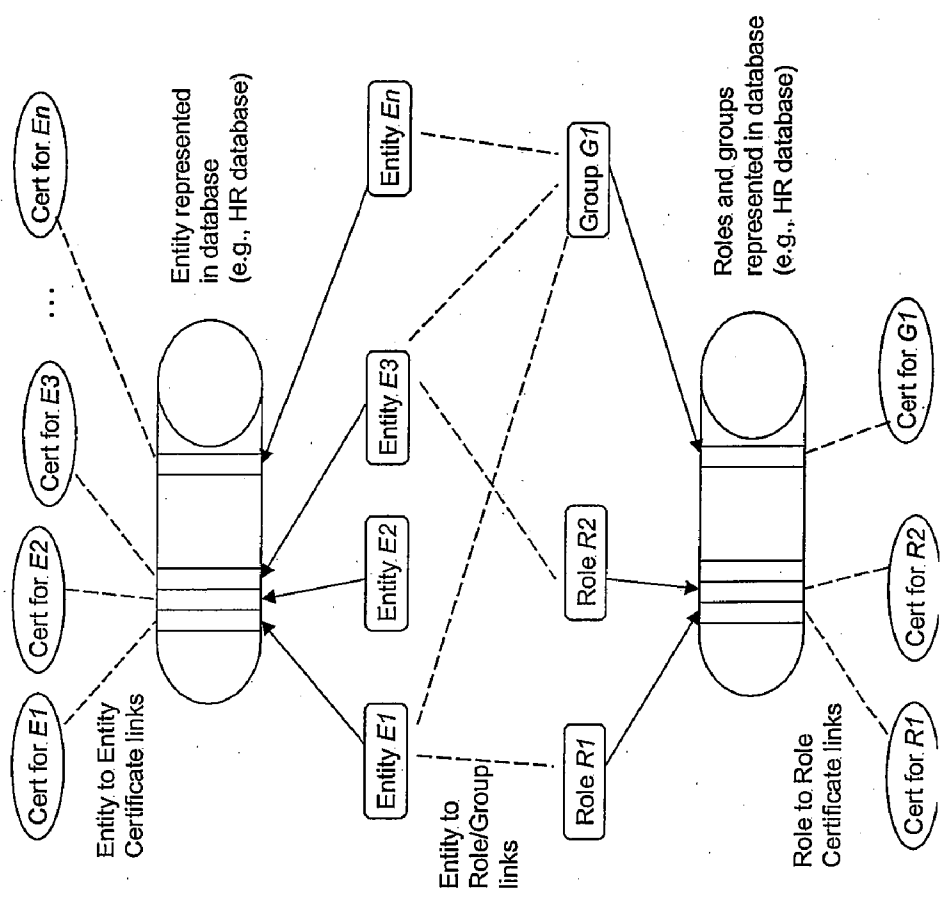 Cert for E1
Cert for E2
Cert for E3
...
Cert for En
Entity to Entity
Certificate links
Entity represented
in database
(e.g., HR database)
Entity E1
Entity E2
Entity E3
Entity En
Entity to
Role/Group
links
Role R1
Role R2
Group G1
Role to Role
Certificate links
Roles and groups
represented in database
(e.g., HR database)
Cert for R1
Cert for R2
Cert for G1